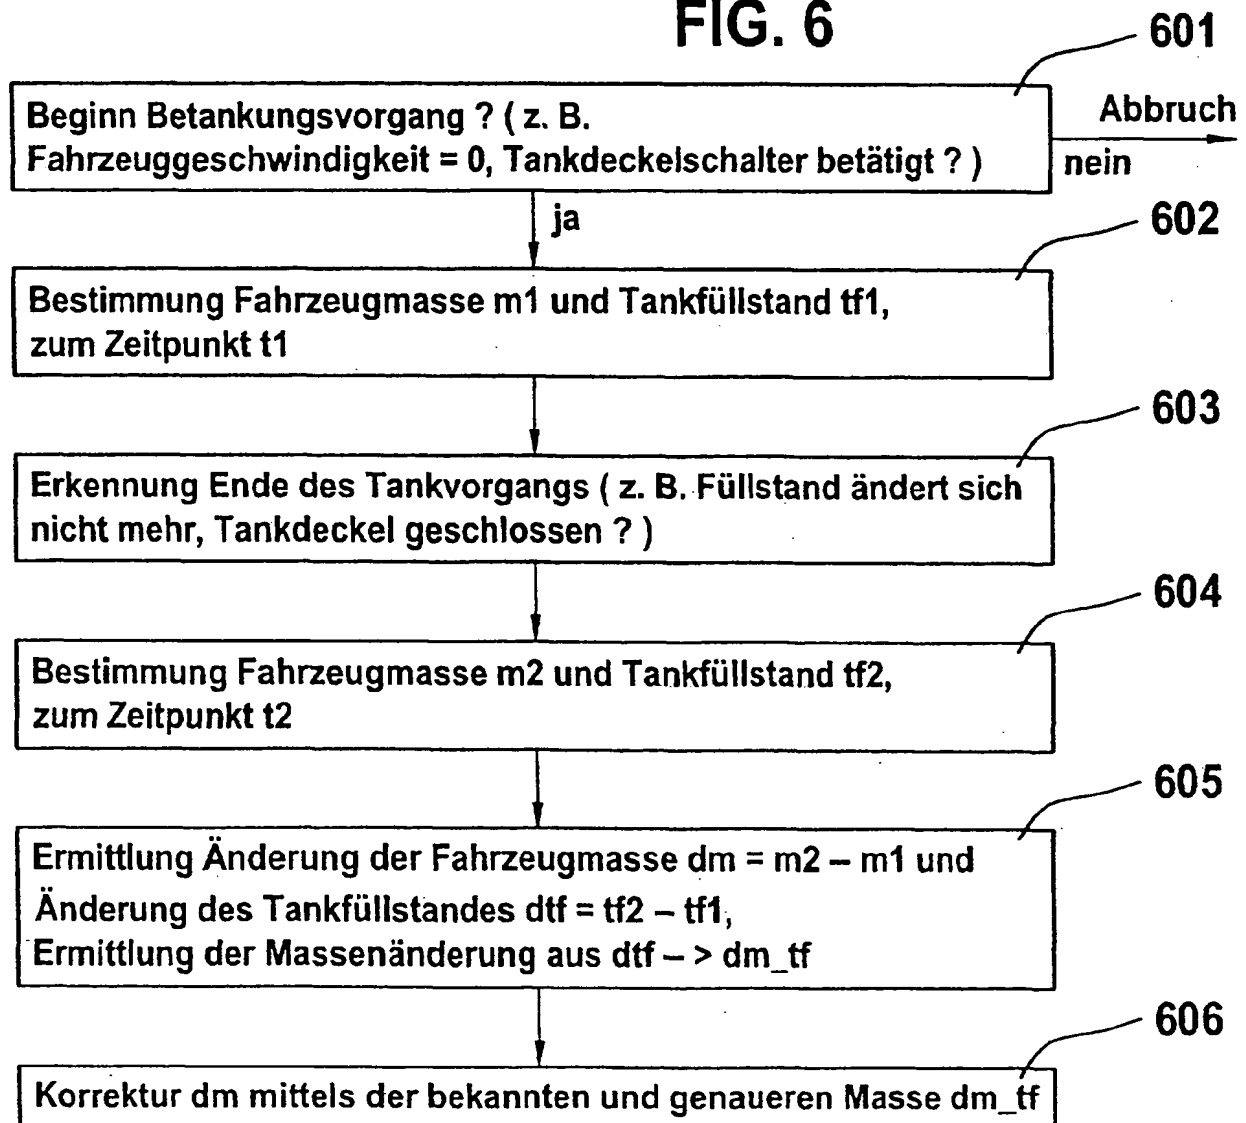 FIG. 6
601
Beginn Betankungsvorgang ? ( z. B.
Fahrzeuggeschwindigkeit = 0, Tankdeckelschalter betätigt ? )
Abbruch
nein
ja
602
Bestimmung Fahrzeugmasse m1 und Tankfüllstand tf1,
zum Zeitpunkt t1
603
Erkennung Ende des Tankvorgangs ( z. B. Füllstand ändert sich
nicht mehr, Tankdeckel geschlossen ? )
604
Bestimmung Fahrzeugmasse m2 und Tankfüllstand tf2,
zum Zeitpunkt t2
605
Ermittlung Änderung der Fahrzeugmasse dm = m2 – m1 und
Änderung des Tankfüllstandes dtf = tf2 – tf1,
Ermittlung der Massenänderung aus dtf – > dm_tf
606
Korrektur dm mittels der bekannten und genaueren Masse dm_tf